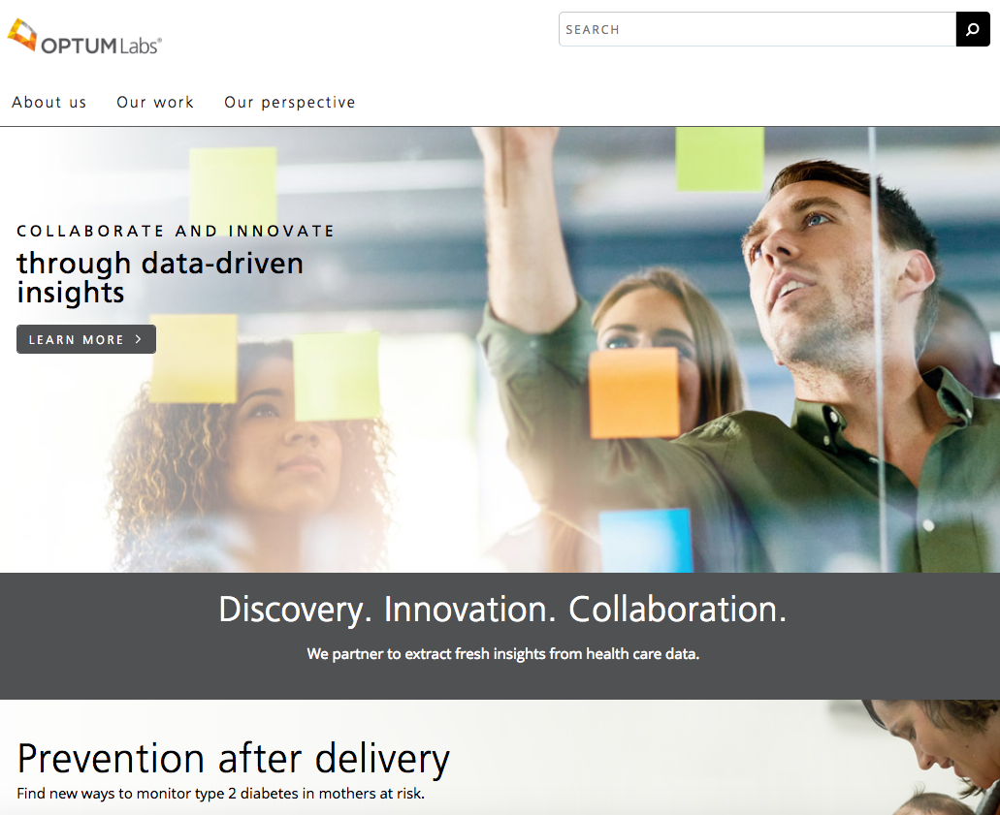 OPTUMLabs®
SEARCH
About us Our work Our perspective
COLLABORATE AND INNOVATE
through data-driven
insights
LEARN MORE >
Discovery. Innovation. Collaboration.
We partner to extract fresh insights from health care data.
Prevention after delivery
Find new ways to monitor type 2 diabetes in mothers at risk.